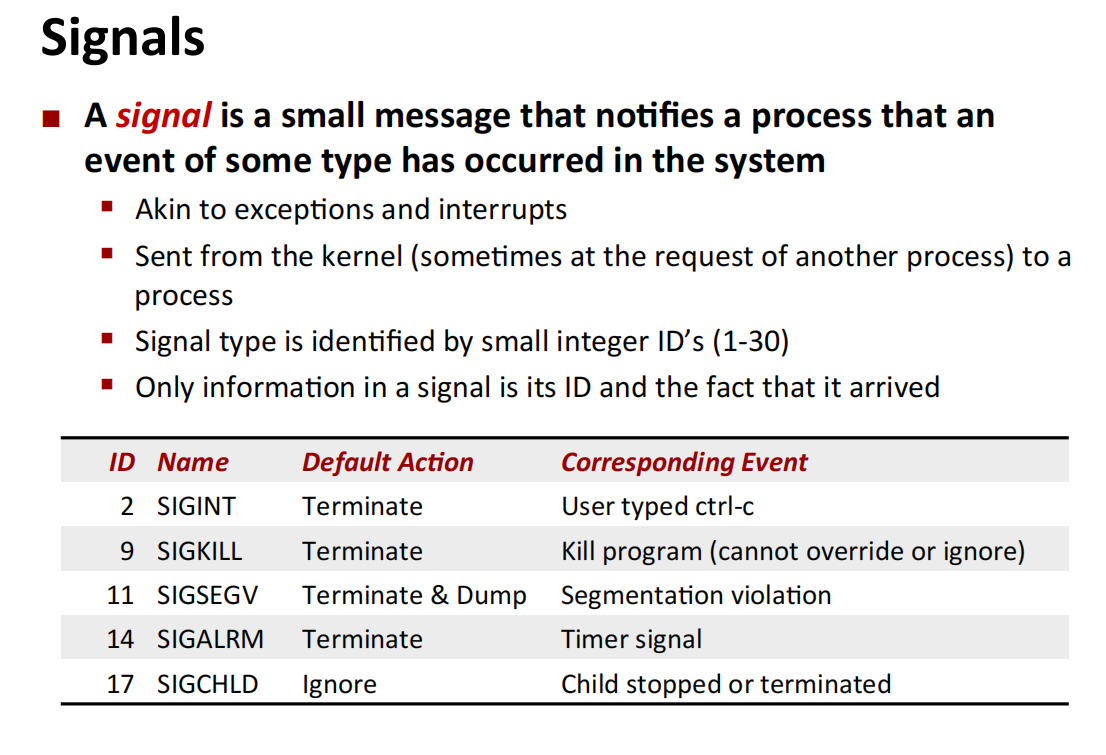 Signals
A signal is a small message that notifies a process that an
event of some type has occurred in the system
Akin to exceptions and interrupts
Sent from the kernel (sometimes at the request of another process) to a
process
Signal type is identified by small integer ID’s (1-30)
Only information in a signal is its ID and the fact that it arrived
ID Name Default Action Corresponding Event
2 SIGINT Terminate User typed ctrl-c
9 SIGKILL Terminate Kill program (cannot override or ignore)
11 SIGSEGV Terminate & Dump Segmentation violation
14 SIGALRM Terminate Timer signal
17 SIGCHLD Ignore Child stopped or terminated